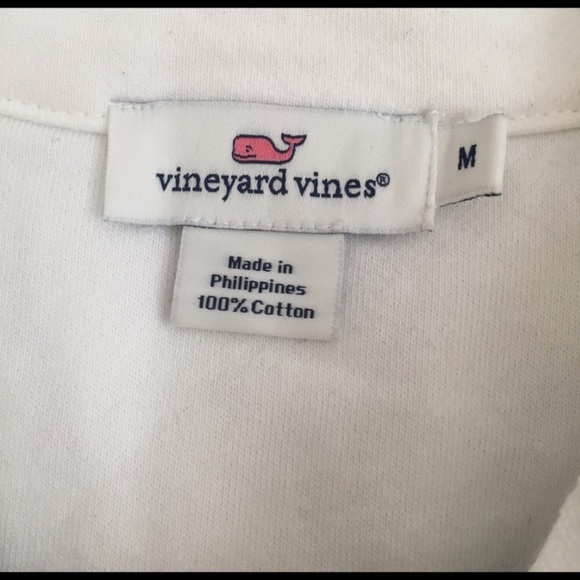 vineyard vines®
M
Made in
Philippines
100% Cotton